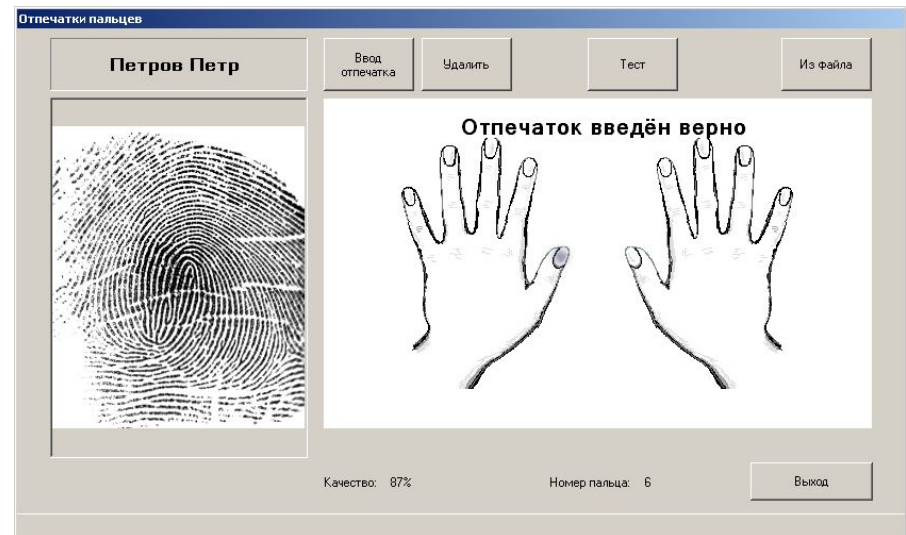 Отпечатки пальцев
Петров Петр
Ввод
отпечатка
Удалить
Тест
Из файла
Отпечаток введён верно
Качество: 87%
Номер пальца: 6
Выход